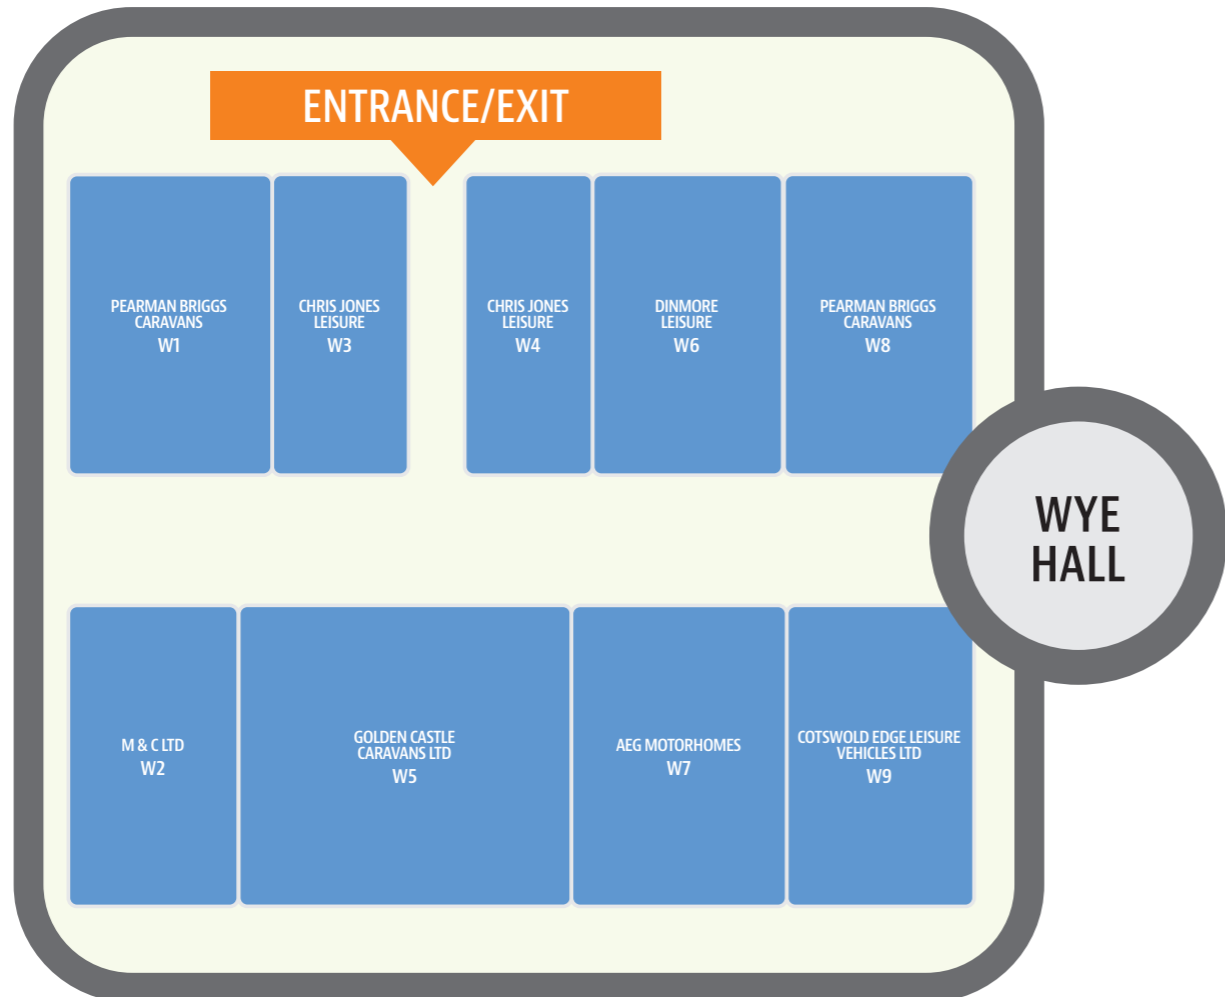 ENTRANCE/EXIT
PEARMAN BRIGGS
CARAVANS
W1
CHRIS JONES
LEISURE
W3
CHRIS JONES
LEISURE
W4
DINMORE
LEISURE
W6
PEARMAN BRIGGS
CARAVANS
W8
WYE
HALL
M & C LTD
W2
GOLDEN CASTLE
CARAVANS LTD
W5
AEG MOTORHOMES
W7
COTSWOLD EDGE LEISURE
VEHICLES LTD
W9